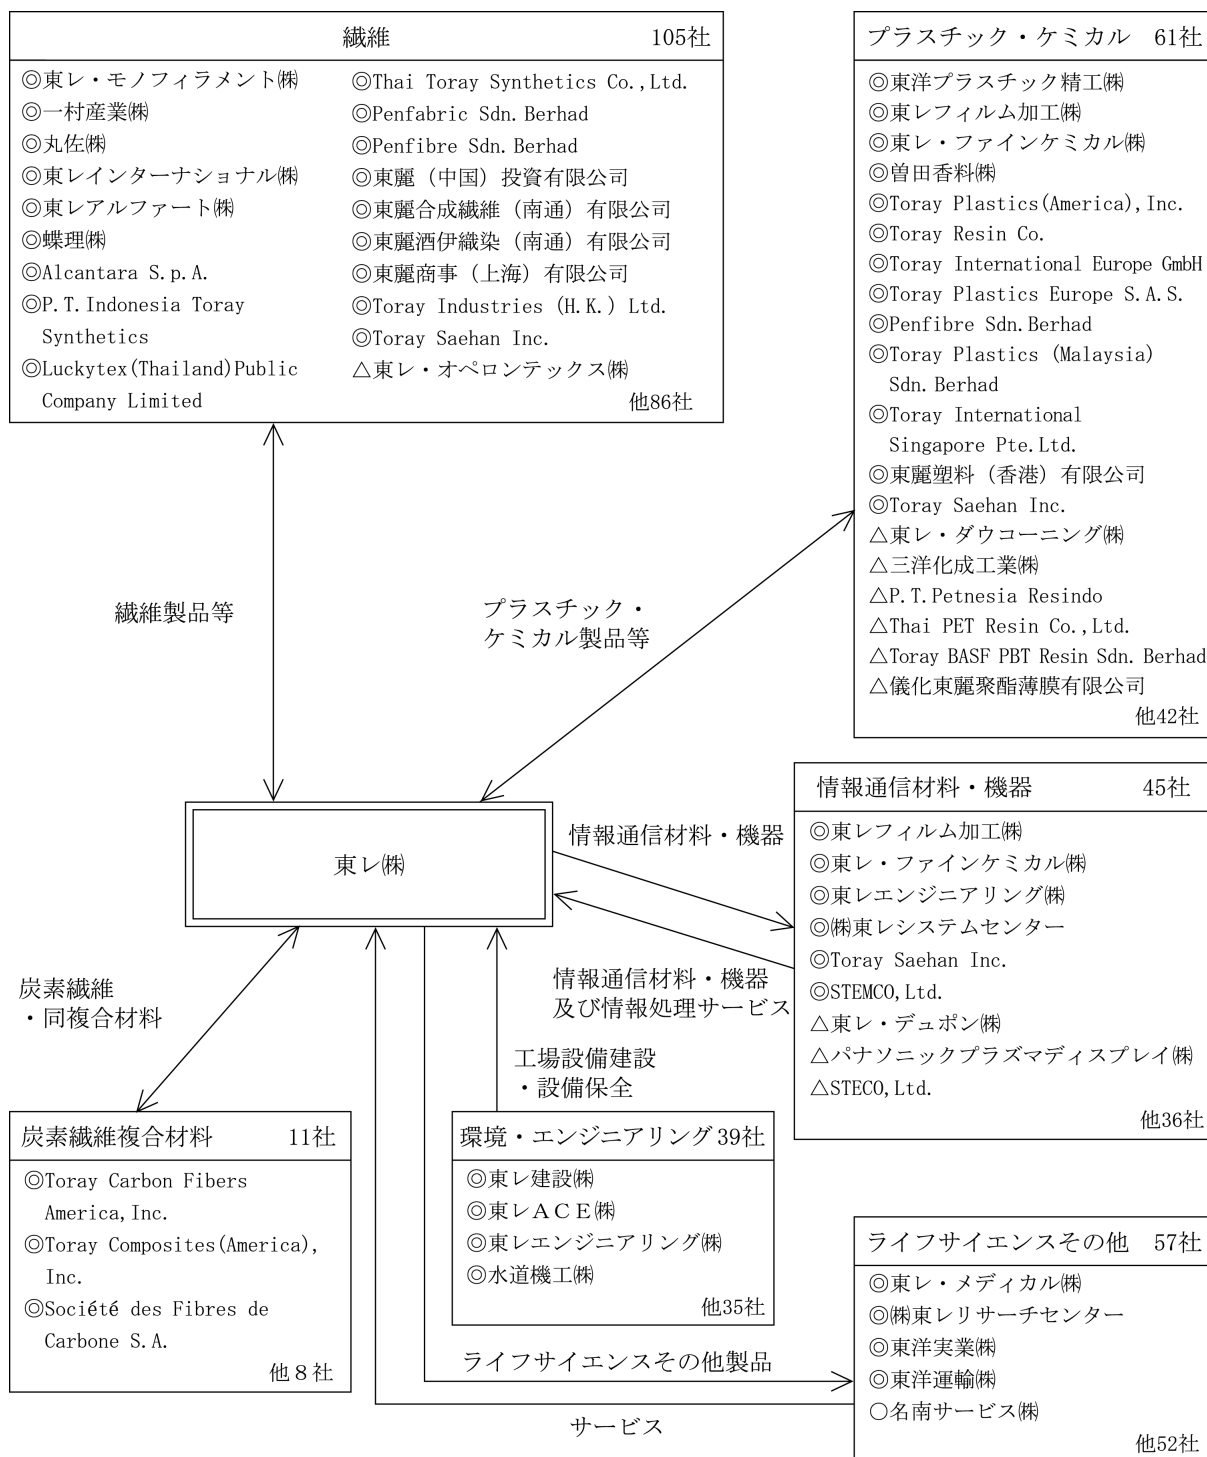 繊維 105社
◎東レ・モノフィラメント㈱
◎一村産業㈱
◎丸佐㈱
◎東レインターナショナル㈱
◎東レアルファート㈱
◎蝶理㈱
◎Alcantara S.p.A.
◎P.T.Indonesia Toray
Synthetics
◎Luckytex(Thailand)Public
Company Limited
◎Thai Toray Synthetics Co.,Ltd.
◎Penfabric Sdn.Berhad
◎Penfibre Sdn.Berhad
◎東麗（中国）投資有限公司
◎東麗合成繊維（南通）有限公司
◎東麗酒伊織染（南通）有限公司
◎東麗商事（上海）有限公司
◎Toray Industries (H.K.) Ltd.
◎Toray Saehan Inc.
△東レ・オペロンテックス㈱
他86社
プラスチック・ケミカル 61社
◎東洋プラスチック精工㈱
◎東レフィルム加工㈱
◎東レ・ファインケミカル㈱
◎曽田香料㈱
◎Toray Plastics(America),Inc.
◎Toray Resin Co.
◎Toray International Europe GmbH
◎Toray Plastics Europe S.A.S.
◎Penfibre Sdn.Berhad
◎Toray Plastics (Malaysia)
Sdn.Berhad
◎Toray International
Singapore Pte.Ltd.
◎東麗塑料（香港）有限公司
◎Toray Saehan Inc.
△東レ・ダウコーニング㈱
△三洋化成工業㈱
△P.T.Petnesia Resindo
△Thai PET Resin Co.,Ltd.
△Toray BASF PBT Resin Sdn.Berhad
△儀化東麗聚酯薄膜有限公司
他42社
繊維製品等
プラスチック・
ケミカル製品等
東レ㈱
情報通信材料・機器
情報通信材料・機器
及び情報処理サービス
情報通信材料・機器 45社
◎東レフィルム加工㈱
◎東レ・ファインケミカル㈱
◎東レエンジニアリング㈱
◎㈱東レシステムセンター
◎Toray Saehan Inc.
◎STEMCO,Ltd.
△東レ・デュポン㈱
△パナソニックプラズマディスプレイ㈱
△STECO,Ltd.
他36社
炭素繊維
・同複合材料
工場設備建設
・設備保全
炭素繊維複合材料 11社
◎Toray Carbon Fibers
America,Inc.
◎Toray Composites(America),
Inc.
◎Société des Fibres de
Carbone S.A.
他８社
環境・エンジニアリング 39社
◎東レ建設㈱
◎東レＡＣＥ㈱
◎東レエンジニアリング㈱
◎水道機工㈱
他35社
ライフサイエンスその他 57社
◎東レ・メディカル㈱
◎㈱東レリサーチセンター
◎東洋実業㈱
◎東洋運輸㈱
○名南サービス㈱
他52社
ライフサイエンスその他製品
サービス